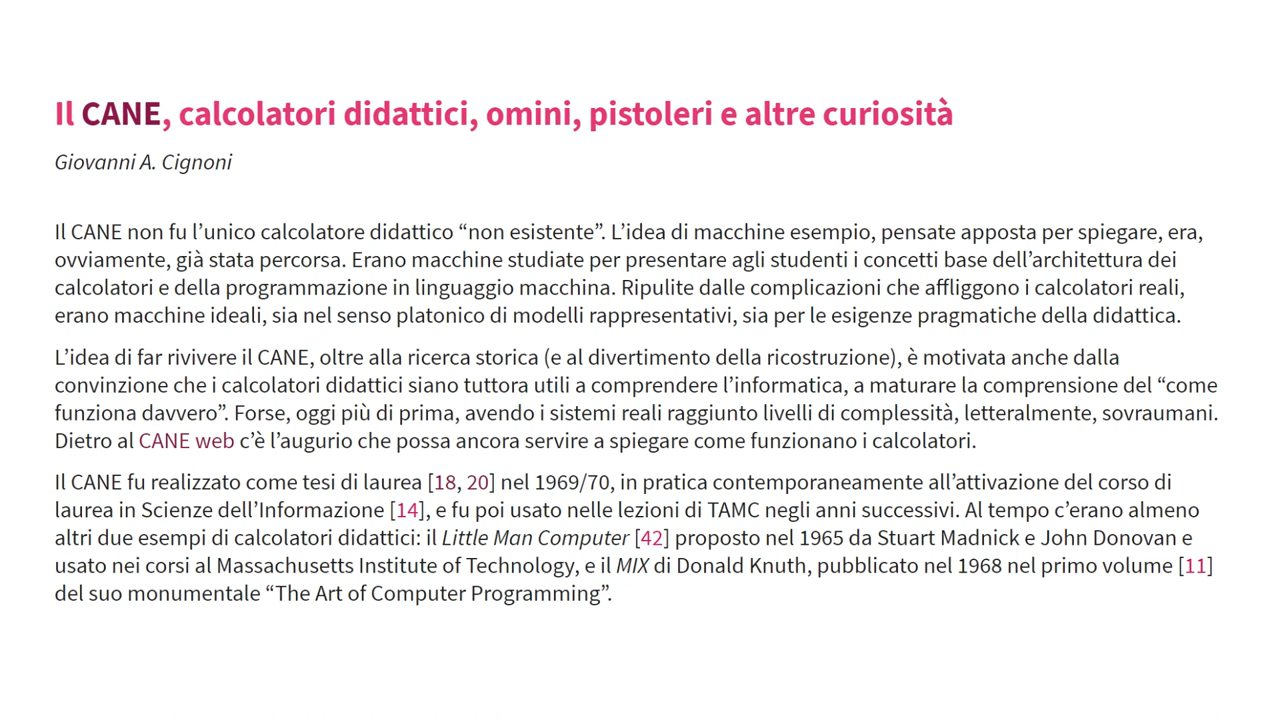 Il CANE, calcolatori didattici, omini, pistoleri e altre curiosità
Giovanni A. Cignoni
Il CANE non fu l’unico calcolatore didattico “non esistente”. L’idea di macchine esempio, pensate apposta per spiegare, era,
ovviamente, già stata percorsa. Erano macchine studiate per presentare agli studenti i concetti base dell’architettura dei
calcolatori e della programmazione in linguaggio macchina. Ripulite dalle complicazioni che affliggono i calcolatori reali,
erano macchine ideali, sia nel senso platonico di modelli rappresentativi, sia per le esigenze pragmatiche della didattica.
L’idea di far rivivere il CANE, oltre alla ricerca storica (e al divertimento della ricostruzione), è motivata anche dalla
convinzione che i calcolatori didattici siano tuttora utili a comprendere l’informatica, a maturare la comprensione del “come
funziona davvero”. Forse, oggi più di prima, avendo i sistemi reali raggiunto livelli di complessità, letteralmente, sovraumani.
Dietro al CANE web c’è l’augurio che possa ancora servire a spiegare come funzionano i calcolatori.
Il CANE fu realizzato come tesi di laurea [18, 20] nel 1969/70, in pratica contemporaneamente all’attivazione del corso di
laurea in Scienze dell’Informazione [14], e fu poi usato nelle lezioni di TAMC negli anni successivi. Al tempo c’erano almeno
altri due esempi di calcolatori didattici: il Little Man Computer [42] proposto nel 1965 da Stuart Madnick e John Donovan e
usato nei corsi al Massachusetts Institute of Technology, e il MIX di Donald Knuth, pubblicato nel 1968 nel primo volume [11]
del suo monumentale “The Art of Computer Programming”.